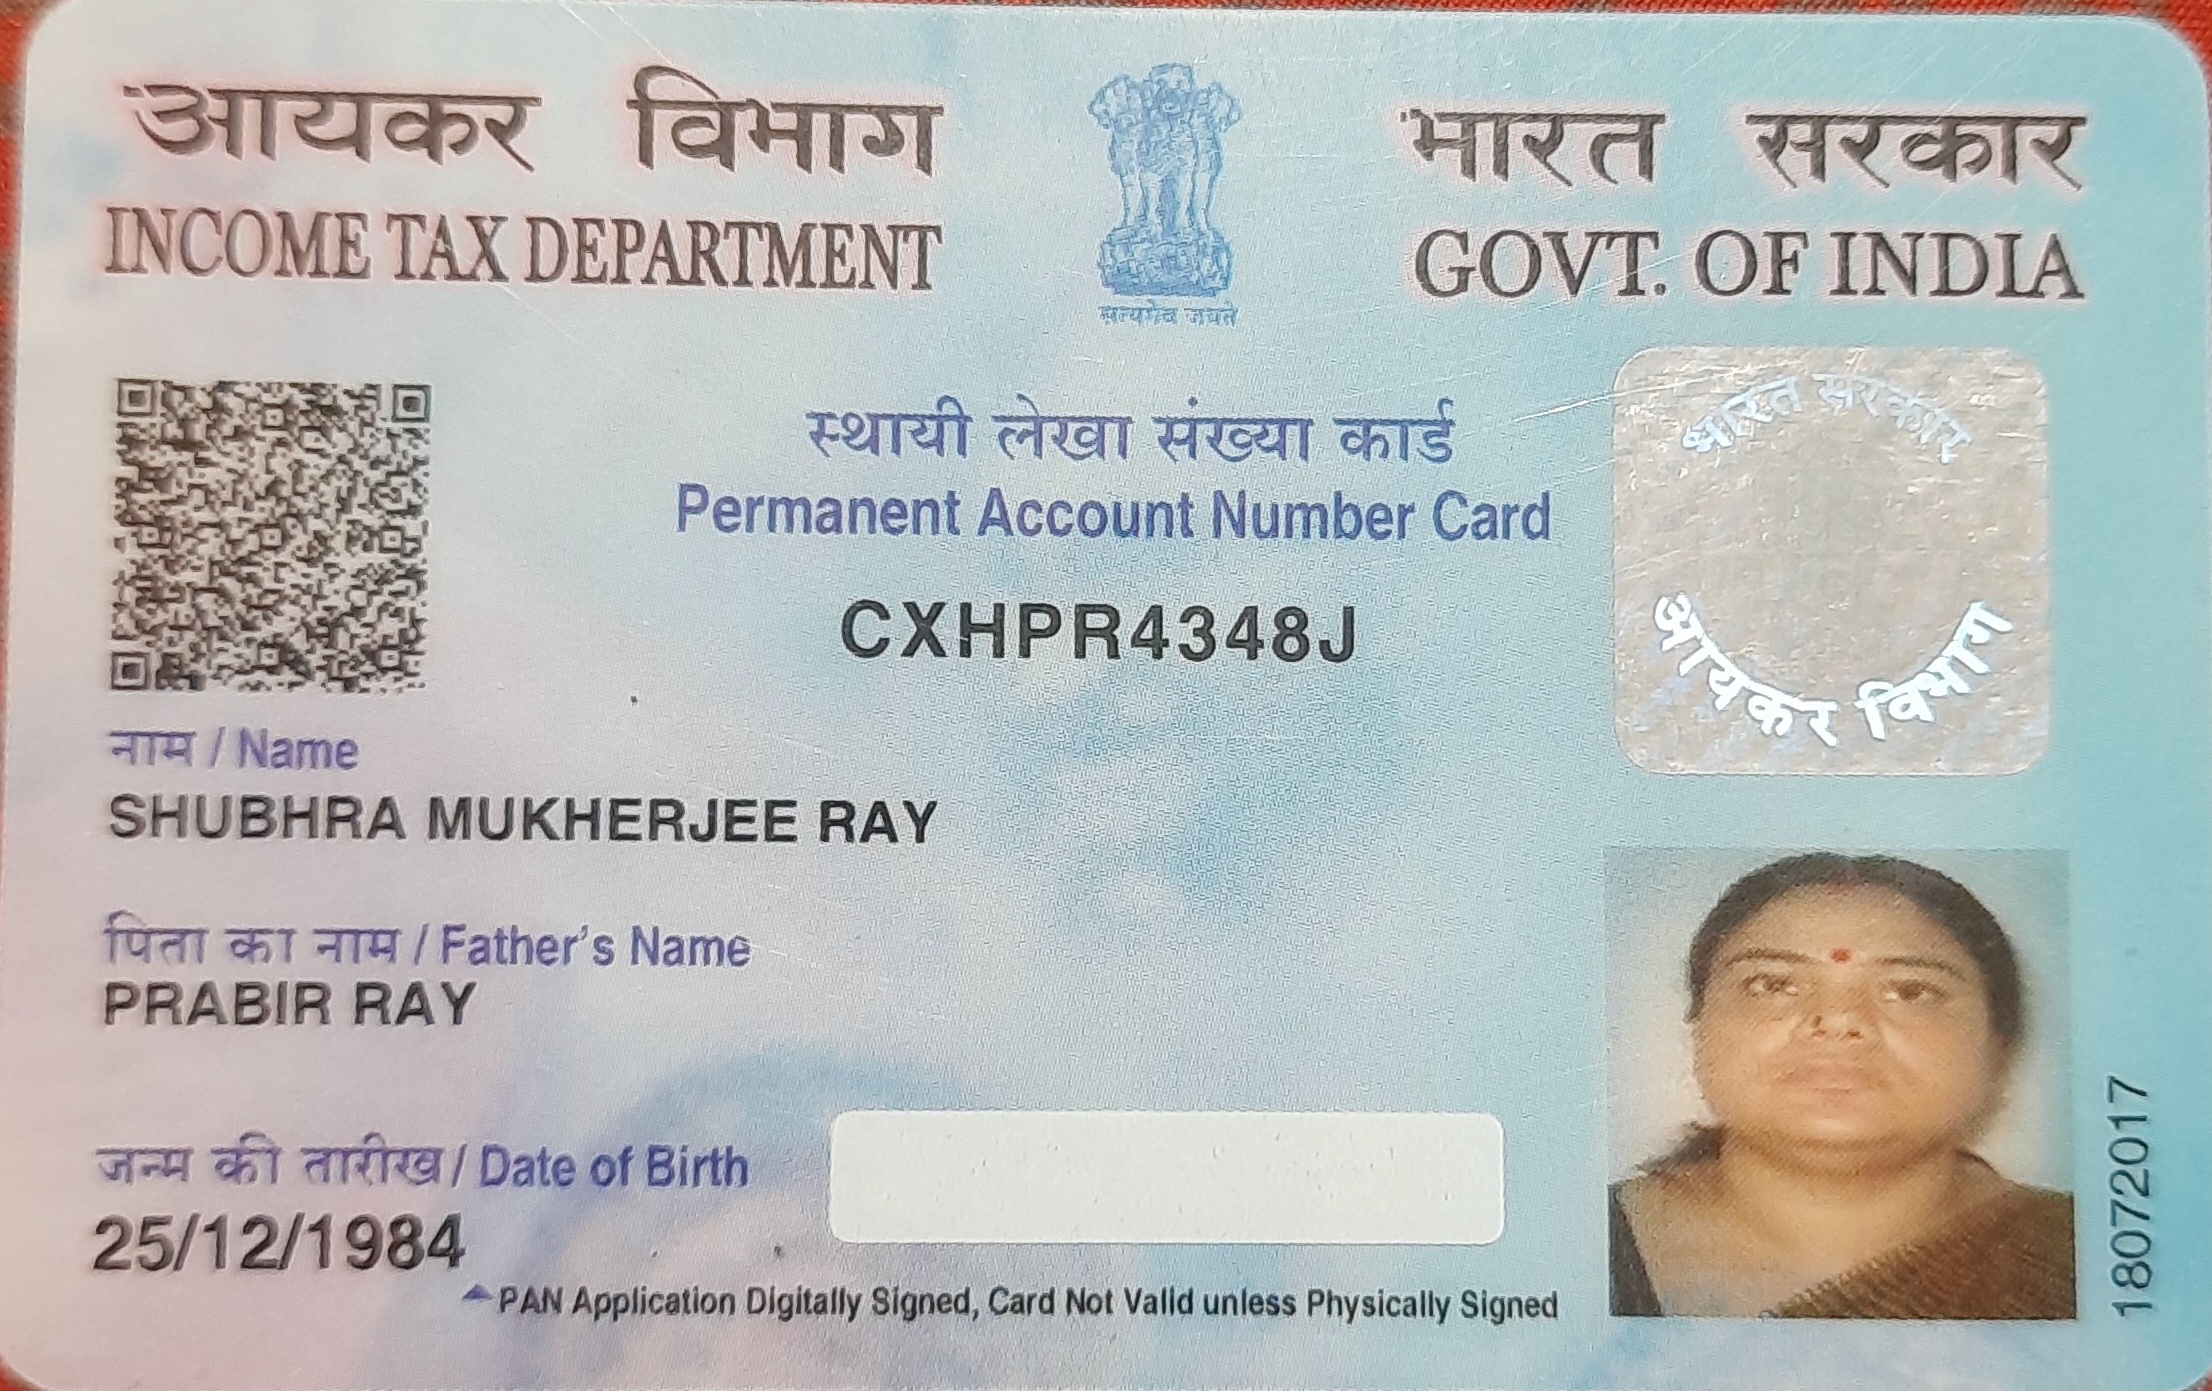 आयकर विभाग
INCOME TAX DEPARTMENT
सत्यमेव जयते
भारत सरकार
GOVT. OF INDIA
स्थायी लेखा संख्या कार्ड
Permanent Account Number Card
CXHPR4348J
भारत सरकार
आयकर विभाग
नाम / Name
SHUBHRA MUKHERJEE RAY
पिता का नाम / Father's Name
PRABIR RAY
जन्म की तारीख / Date of Birth
25/12/1984
PAN Application Digitally Signed, Card Not Valid unless Physically Signed
18072017